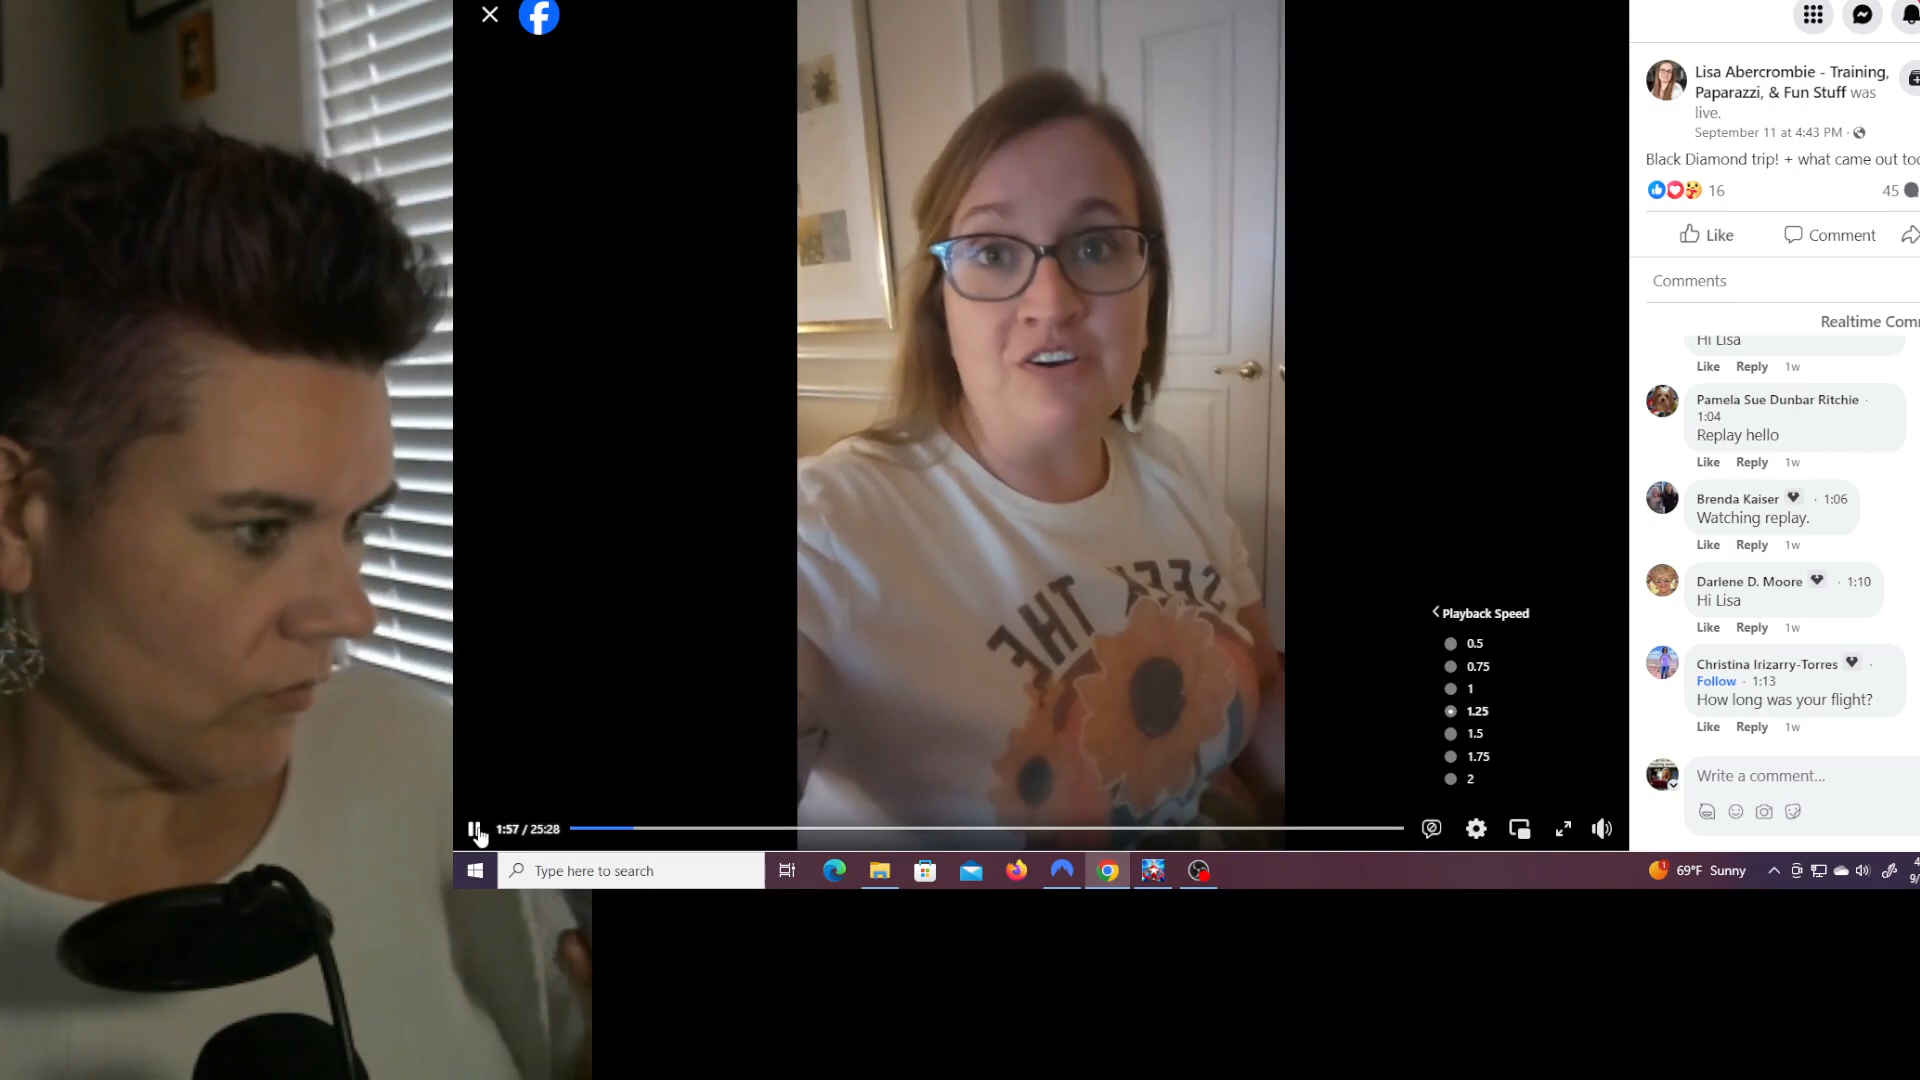 Lisa Abercrombie - Training,
Paparazzi, & Fun Stuff was
live.
September 11 at 4:43 PM ·
Black Diamond trip! + what came out
16
45
Like
Comment
Comments
Realtime
Hi Lisa
Like Reply 1w
Pamela Sue Dunbar Ritchie ·
1:04
Replay hello
Like Reply 1w
Brenda Kaiser · 1:06
Watching replay.
Like Reply 1w
Darlene D. Moore · 1:10
Hi Lisa
Like Reply 1w
Christina Irizarry-Torres ·
Follow · 1:13
How long was your flight?
Like Reply 1w
Write a comment...
SEEK
THE
Playback Speed
0.5
0.75
1
1.25
1.5
1.75
2
1:57 / 25:28
Type here to search
1
69°F Sunny